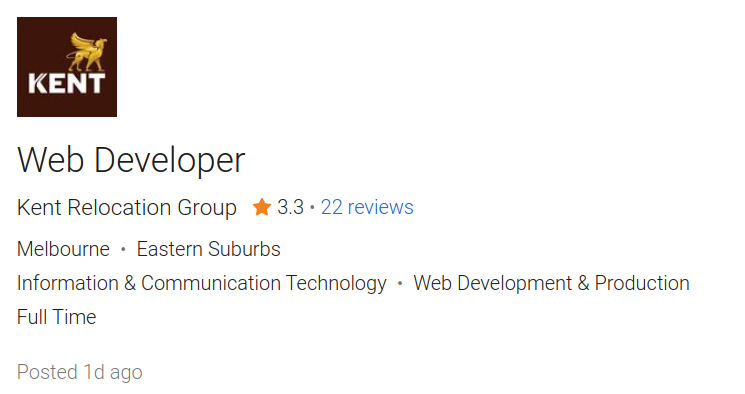 KENT
Web Developer
Kent Relocation Group 3.3 • 22 reviews
Melbourne • Eastern Suburbs
Information & Communication Technology • Web Development & Production
Full Time
Posted 1d ago